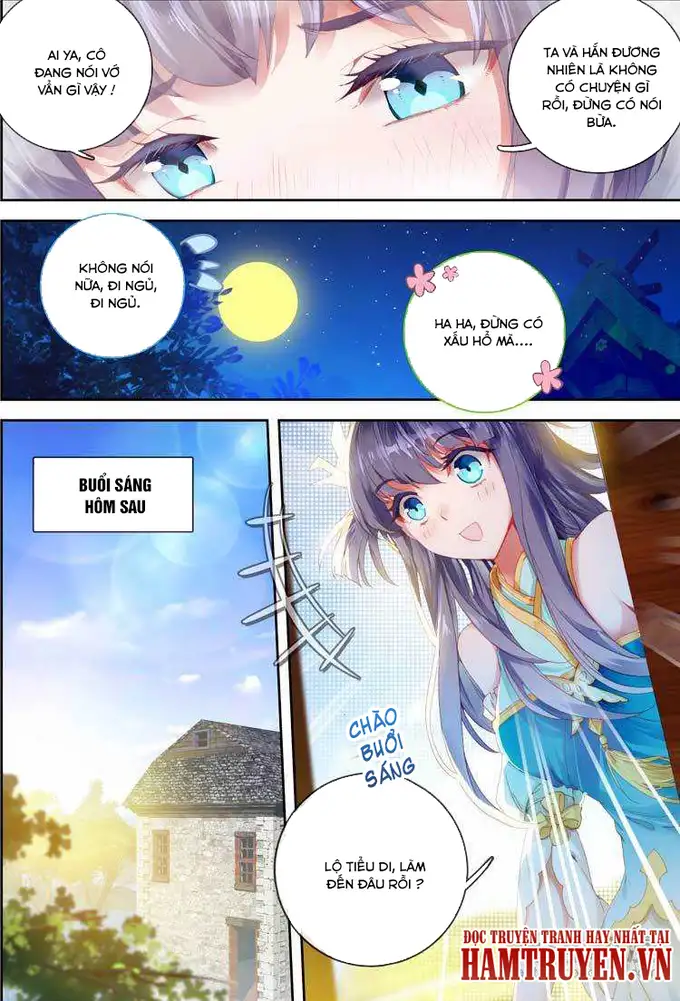 AI YA, CÔ
ĐANG NÓI VỚ
VẨN GÌ VẬY !
TA VÀ HẮN ĐƯƠNG
NHIÊN LÀ KHÔNG
CÓ CHUYỆN GÌ
RỒI, ĐỪNG CÓ NÓI
BỪA.
KHÔNG NÓI
NỮA, ĐI NGỦ,
ĐI NGỦ.
HA HA, ĐỪNG CÓ
XẤU HỔ MÀ....
BUỔI SÁNG
HÔM SAU
CHÀO
BUỔI
SÁNG
LỘ TIỂU DI, LÀM
ĐẾN ĐÂU RỒI ?
ĐỌC TRUYỆN TRANH HAY NHẤT TẠI
HAMTRUYEN.VN